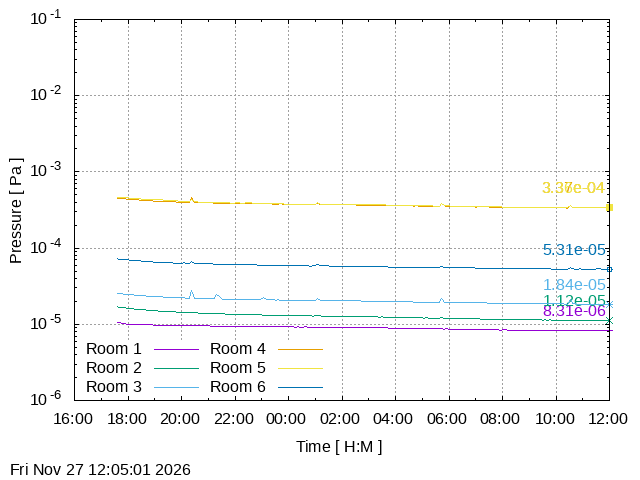 10^-1
10^-2
10^-3
10^-4
10^-5
10^-6
Pressure [ Pa ]
5.31e-05
1.84e-05
1.12e-05
8.31e-06
Room 1 Room 4
Room 2 Room 5
Room 3 Room 6
16:00 18:00 20:00 22:00 00:00 02:00 04:00 06:00 08:00 10:00 12:00
Time [ H:M ]
Fri Nov 27 12:05:01 2026